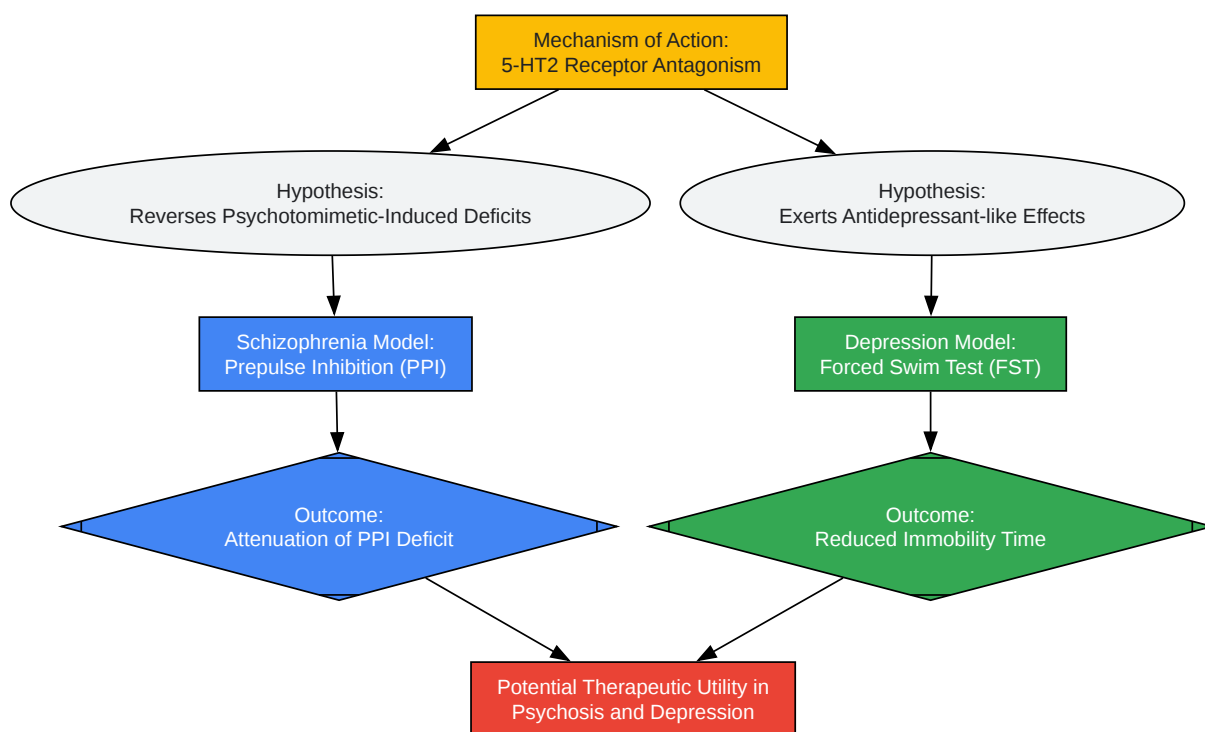 Mechanism of Action:
5-HT2 Receptor Antagonism
Hypothesis:
Reverses Psychotomimetic-Induced Deficits
Hypothesis:
Exerts Antidepressant-like Effects
Schizophrenia Model:
Prepulse Inhibition (PPI)
Depression Model:
Forced Swim Test (FST)
Outcome:
Attenuation of PPI Deficit
Outcome:
Reduced Immobility Time
Potential Therapeutic Utility in
Psychosis and Depression